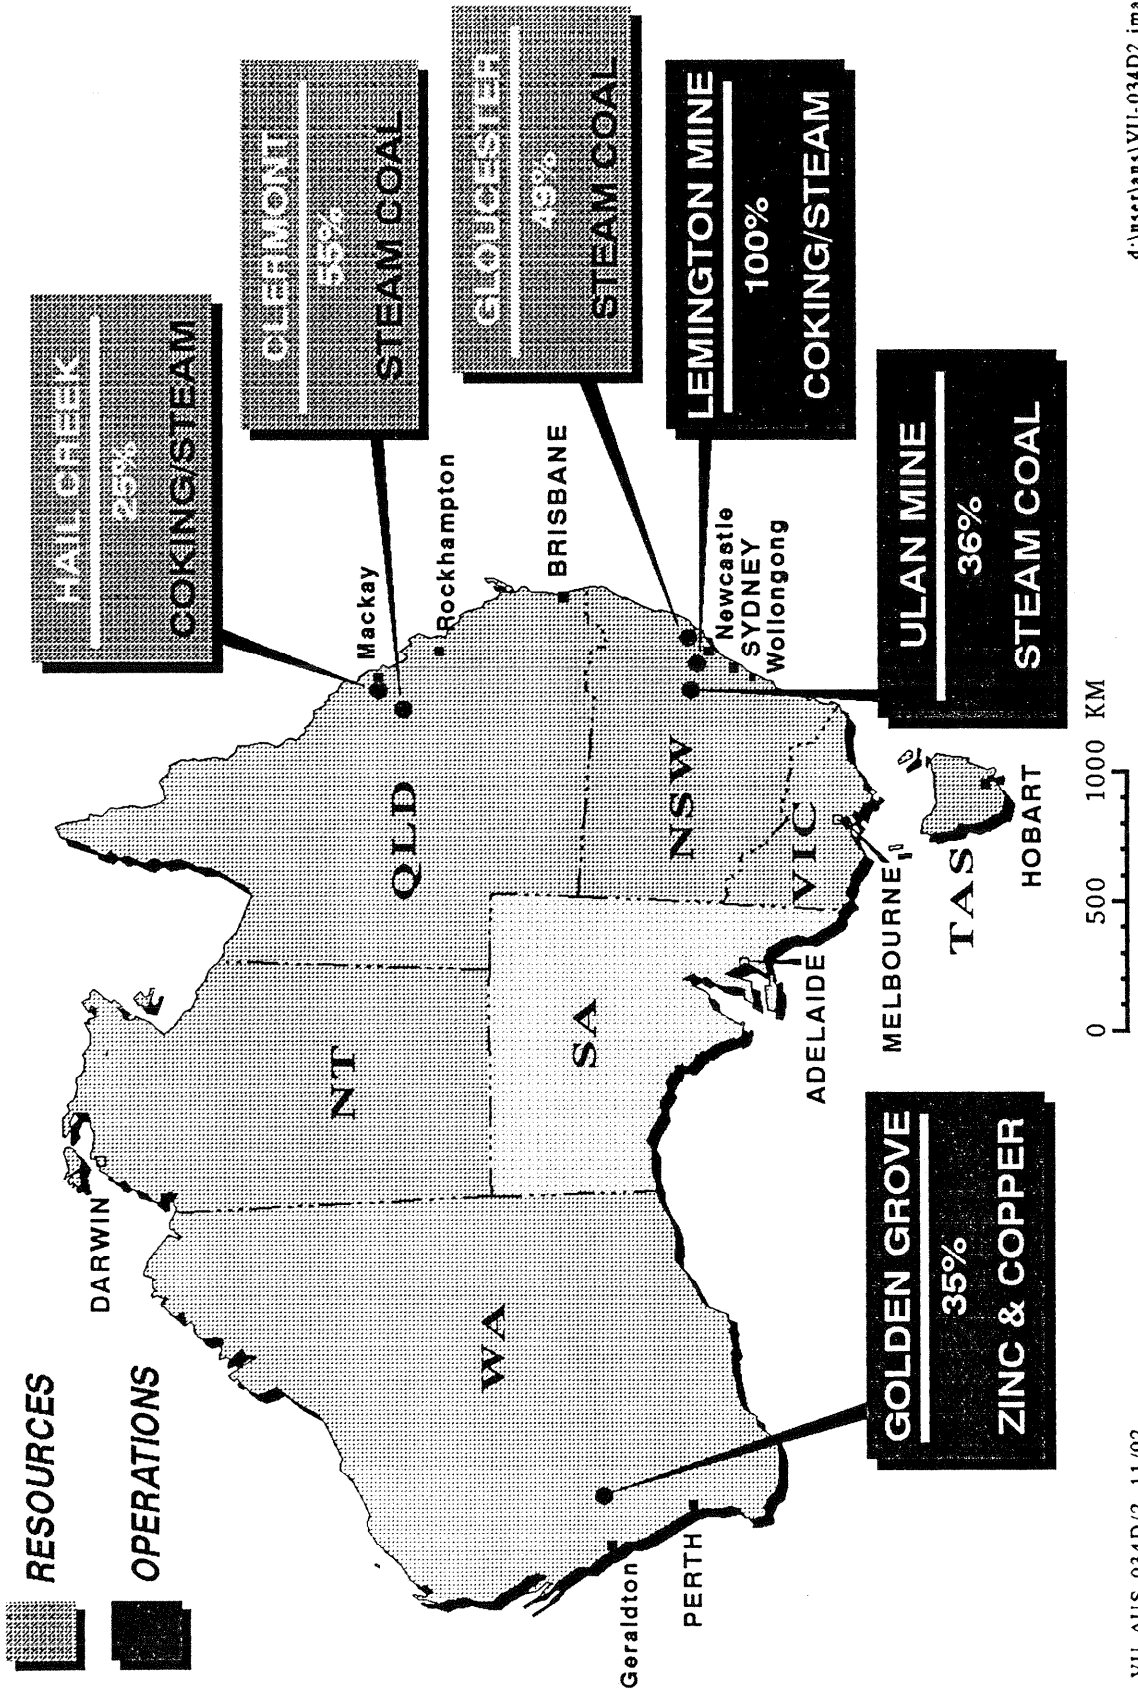 RESOURCES
OPERATIONS
HAIL CREEK
25%
COKING/STEAM
CLERMONT
55%
STEAM COAL
GLOUCESTER
49%
STEAM COAL
LEMINGTON MINE
100%
COKING/STEAM
ULAN MINE
36%
STEAM COAL
GOLDEN GROVE
35%
ZINC & COPPER
DARWIN
Mackay
Rockhampton
BRISBANE
Newcastle
SYDNEY
Wollongong
Geraldton
PERTH
ADELAIDE
MELBOURNE
HOBART
WA
NT
SA
QLD
NSW
VIC
TAS
0 500 1000 KM